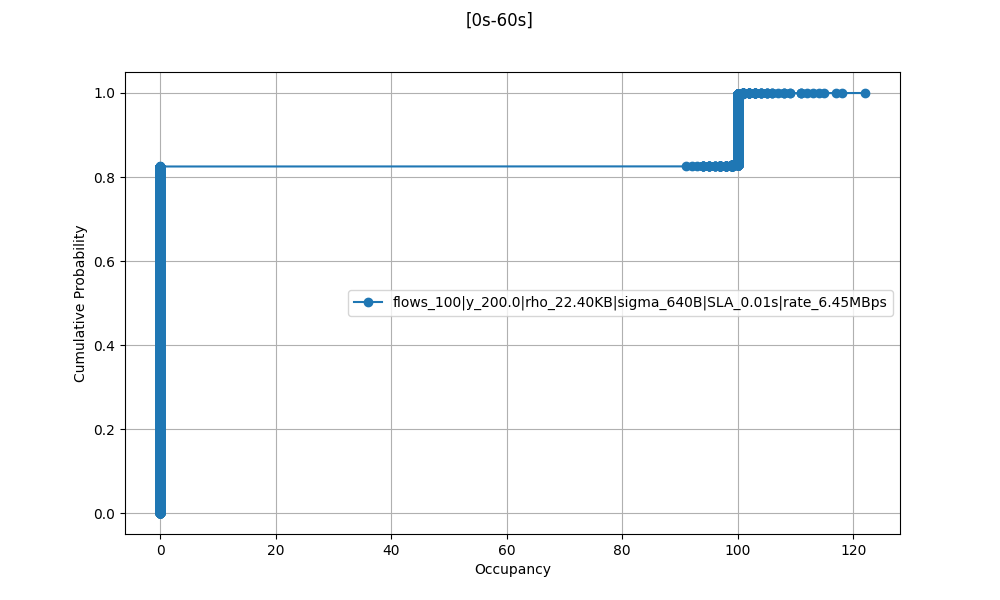 [0s-60s]
1.0
0.8
0.6
0.4
0.2
0.0
Cumulative Probability
flows_100|y_200.0|rho_22.40KB|sigma_640B|SLA_0.01s|rate_6.45MBps
0 20 40 60 80 100 120
Occupancy